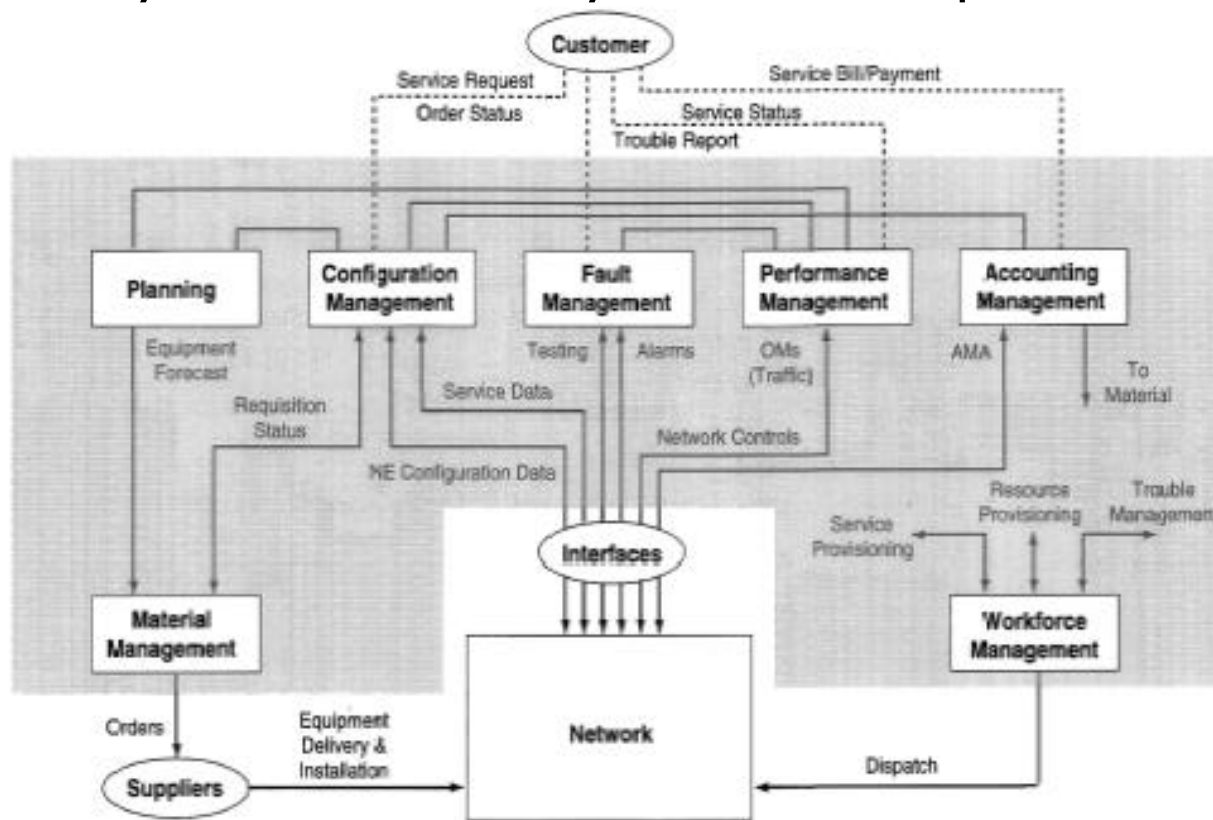 Customer
Service Request
Order Status
Service Bill/Payment
Service Status
Trouble Report
Planning
Configuration
Management
Fault
Management
Performance
Management
Accounting
Management
Equipment
Forecast
Testing
Alarms
OMs
(Traffic)
AMA
To
Material
Service Data
Requisition
Status
Network Controls
NE Configuration Data
Resource
Provisioning
Trouble
Management
Service
Provisioning
Interfaces
Material
Management
Workforce
Management
Orders
Equipment
Delivery &
Installation
Network
Dispatch
Suppliers